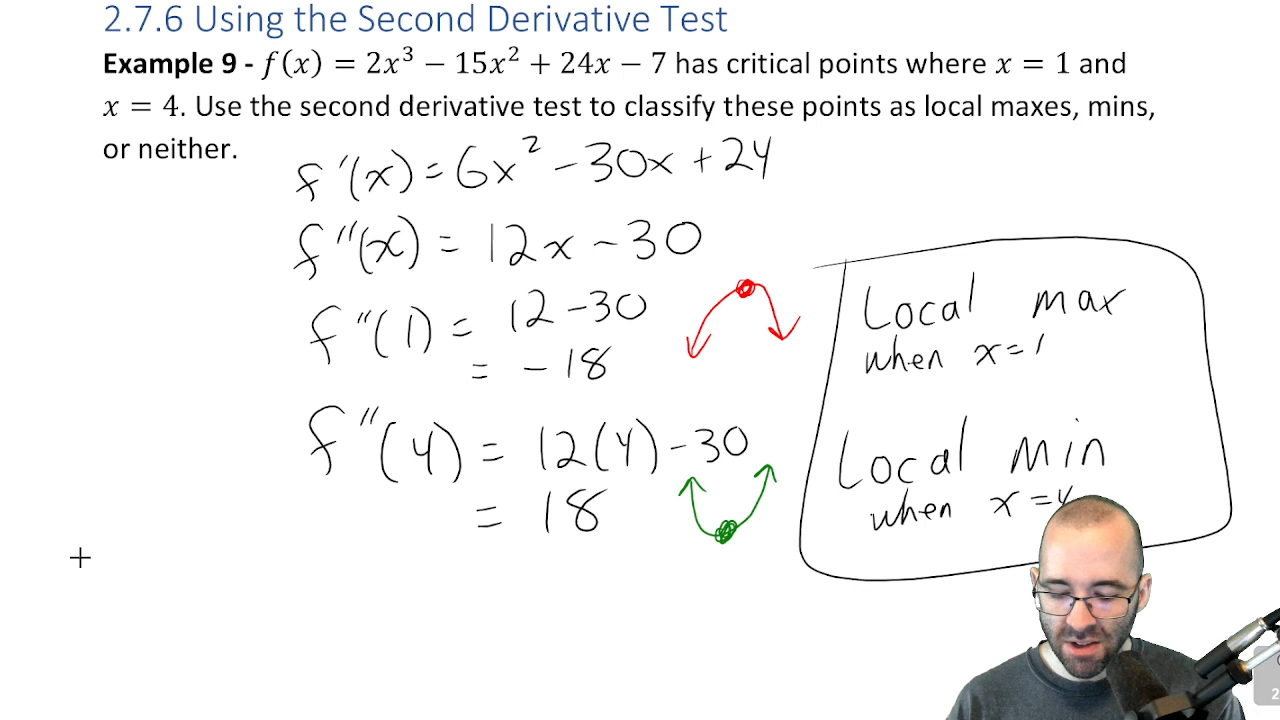 2.7.6 Using the Second Derivative Test
Example 9 - f(x) = 2x³ − 15x² + 24x − 7 has critical points where x = 1 and
x = 4. Use the second derivative test to classify these points as local maxes, mins,
or neither.
f'(x) = 6x² - 30x + 24
f''(x) = 12x - 30
f''(1) = 12 - 30
= -18
f''(4) = 12(4) - 30
= 18
Local max
when x = 1
Local min
when x = 4
2